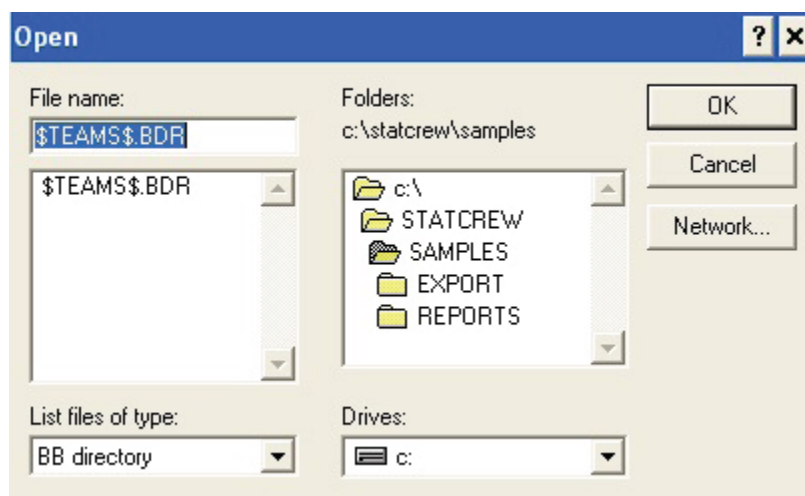 Open
File name:
$TEAMS$.BDR
$TEAMS$.BDR
List files of type:
BB directory
Folders:
c:\statcrew\samples
c:\
STATCREW
SAMPLES
EXPORT
REPORTS
Drives:
c:
OK
Cancel
Network...